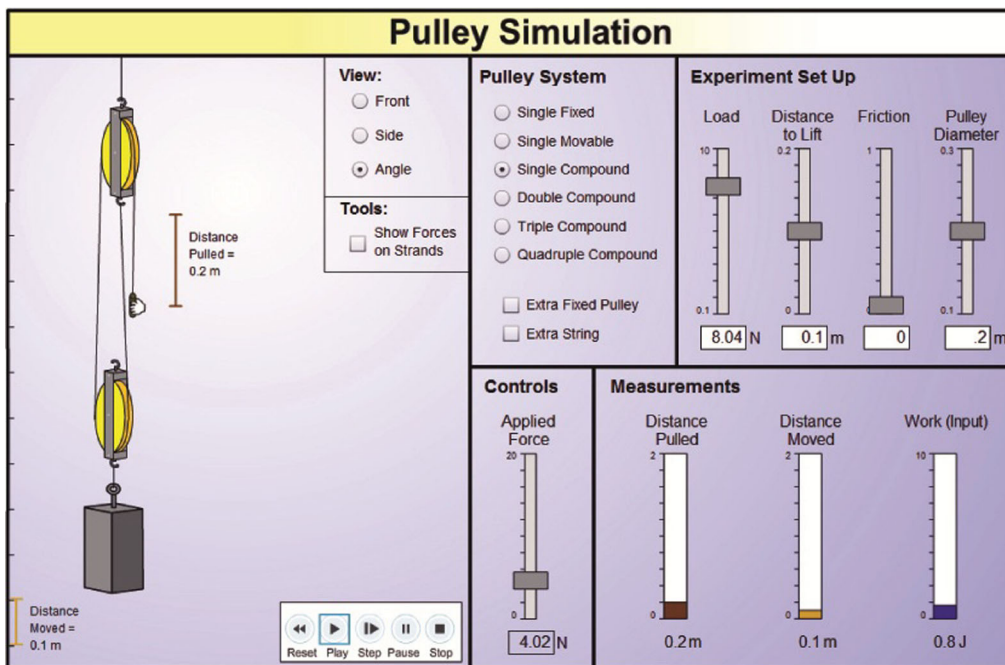 Pulley Simulation
View:
Front
Side
Angle
Tools:
Show Forces
on Strands
Distance
Pulled =
0.2 m
Distance
Moved =
0.1 m
Reset Play Step Pause Stop
Pulley System
Single Fixed
Single Movable
Single Compound
Double Compound
Triple Compound
Quadruple Compound
Extra Fixed Pulley
Extra String
Experiment Set Up
Load
10
0.1
8.04 N
Distance
to Lift
0.2
0
0.1 m
Friction
1
0
0
Pulley
Diameter
0.3
0.1
.2 m
Controls
Applied
Force
20
0
4.02 N
Measurements
Distance
Pulled
2
0
0.2 m
Distance
Moved
2
0
0.1 m
Work (Input)
10
0
0.8 J